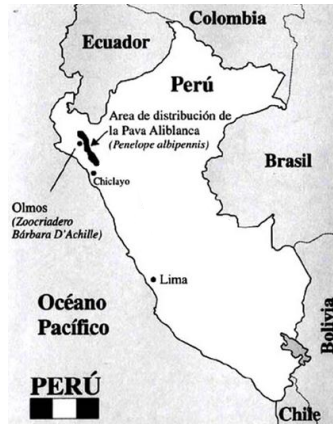 Colombia
Ecuador
Perú
Area de distribución de
la Pava Aliblanca
(Penelope albipennis)
Brasil
Chiclayo
Olmos
(Zoocriadero
Bárbara D'Achille)
Lima
Océano
Pacífico
Bolivia
PERÚ
Chile